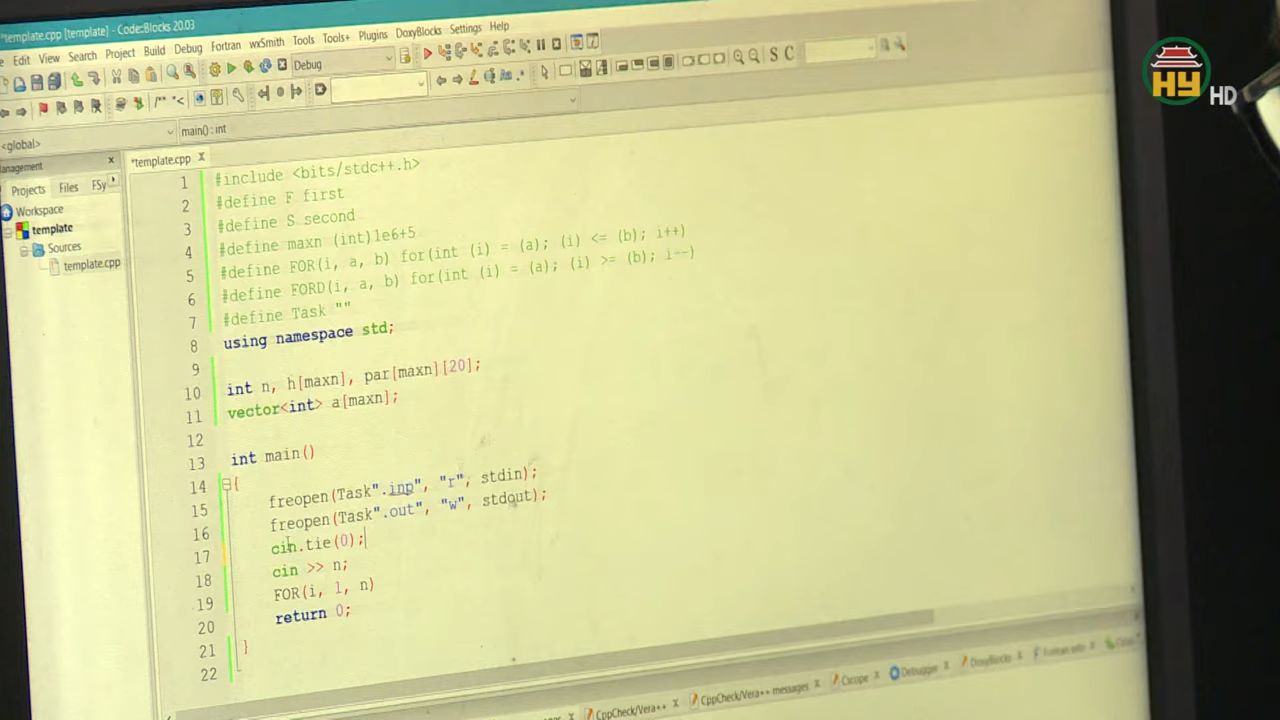 *template.cpp [template] - Code::Blocks 20.03
Edit View Search Project Build Debug Fortran wxSmith Tools Tools+ Plugins DoxyBlocks Settings Help
Debug
S C
<global>
main() : int
HY HD
Projects Files FSy
*template.cpp X
Workspace
template
Sources
template.cpp
1 #include <bits/stdc++.h>
2 #define F first
3 #define S second
4 #define maxn (int)1e6+5
5 #define FOR(i, a, b) for(int (i) = (a); (i) <= (b); i++)
6 #define FORD(i, a, b) for(int (i) = (a); (i) >= (b); i--)
7 #define Task ""
8 using namespace std;
9
10 int n, h[maxn], par[maxn][20];
11 vector<int> a[maxn];
12
13 int main()
14 {
15 freopen(Task".inp", "r", stdin);
16 freopen(Task".out", "w", stdout);
17 cin.tie(0);
18 cin >> n;
19 FOR(i, 1, n)
20 return 0;
21 }
22
CppCheck/Vera++ X CppCheck/Vera++ messages X Cscope X Debugger X DoxyBlocks X Fortran info X